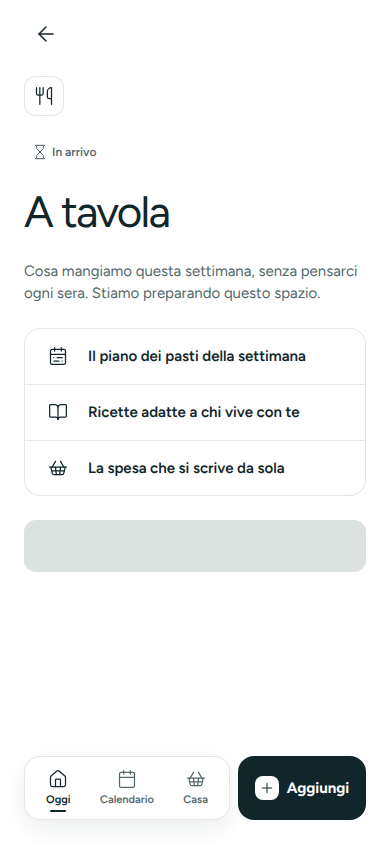 In arrivo
A tavola
Cosa mangiamo questa settimana, senza pensarci
ogni sera. Stiamo preparando questo spazio.
Il piano dei pasti della settimana
Ricette adatte a chi vive con te
La spesa che si scrive da sola
Oggi
Calendario
Casa
Aggiungi